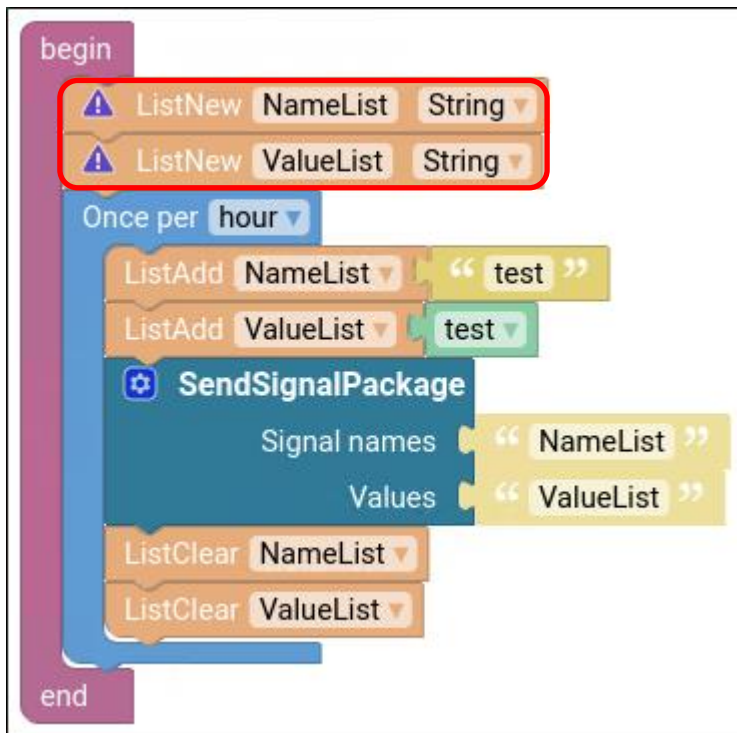 begin
ListNew NameList String
ListNew ValueList String
Once per hour
ListAdd NameList “ test ”
ListAdd ValueList test
SendSignalPackage
Signal names “ NameList ”
Values “ ValueList ”
ListClear NameList
ListClear ValueList
end